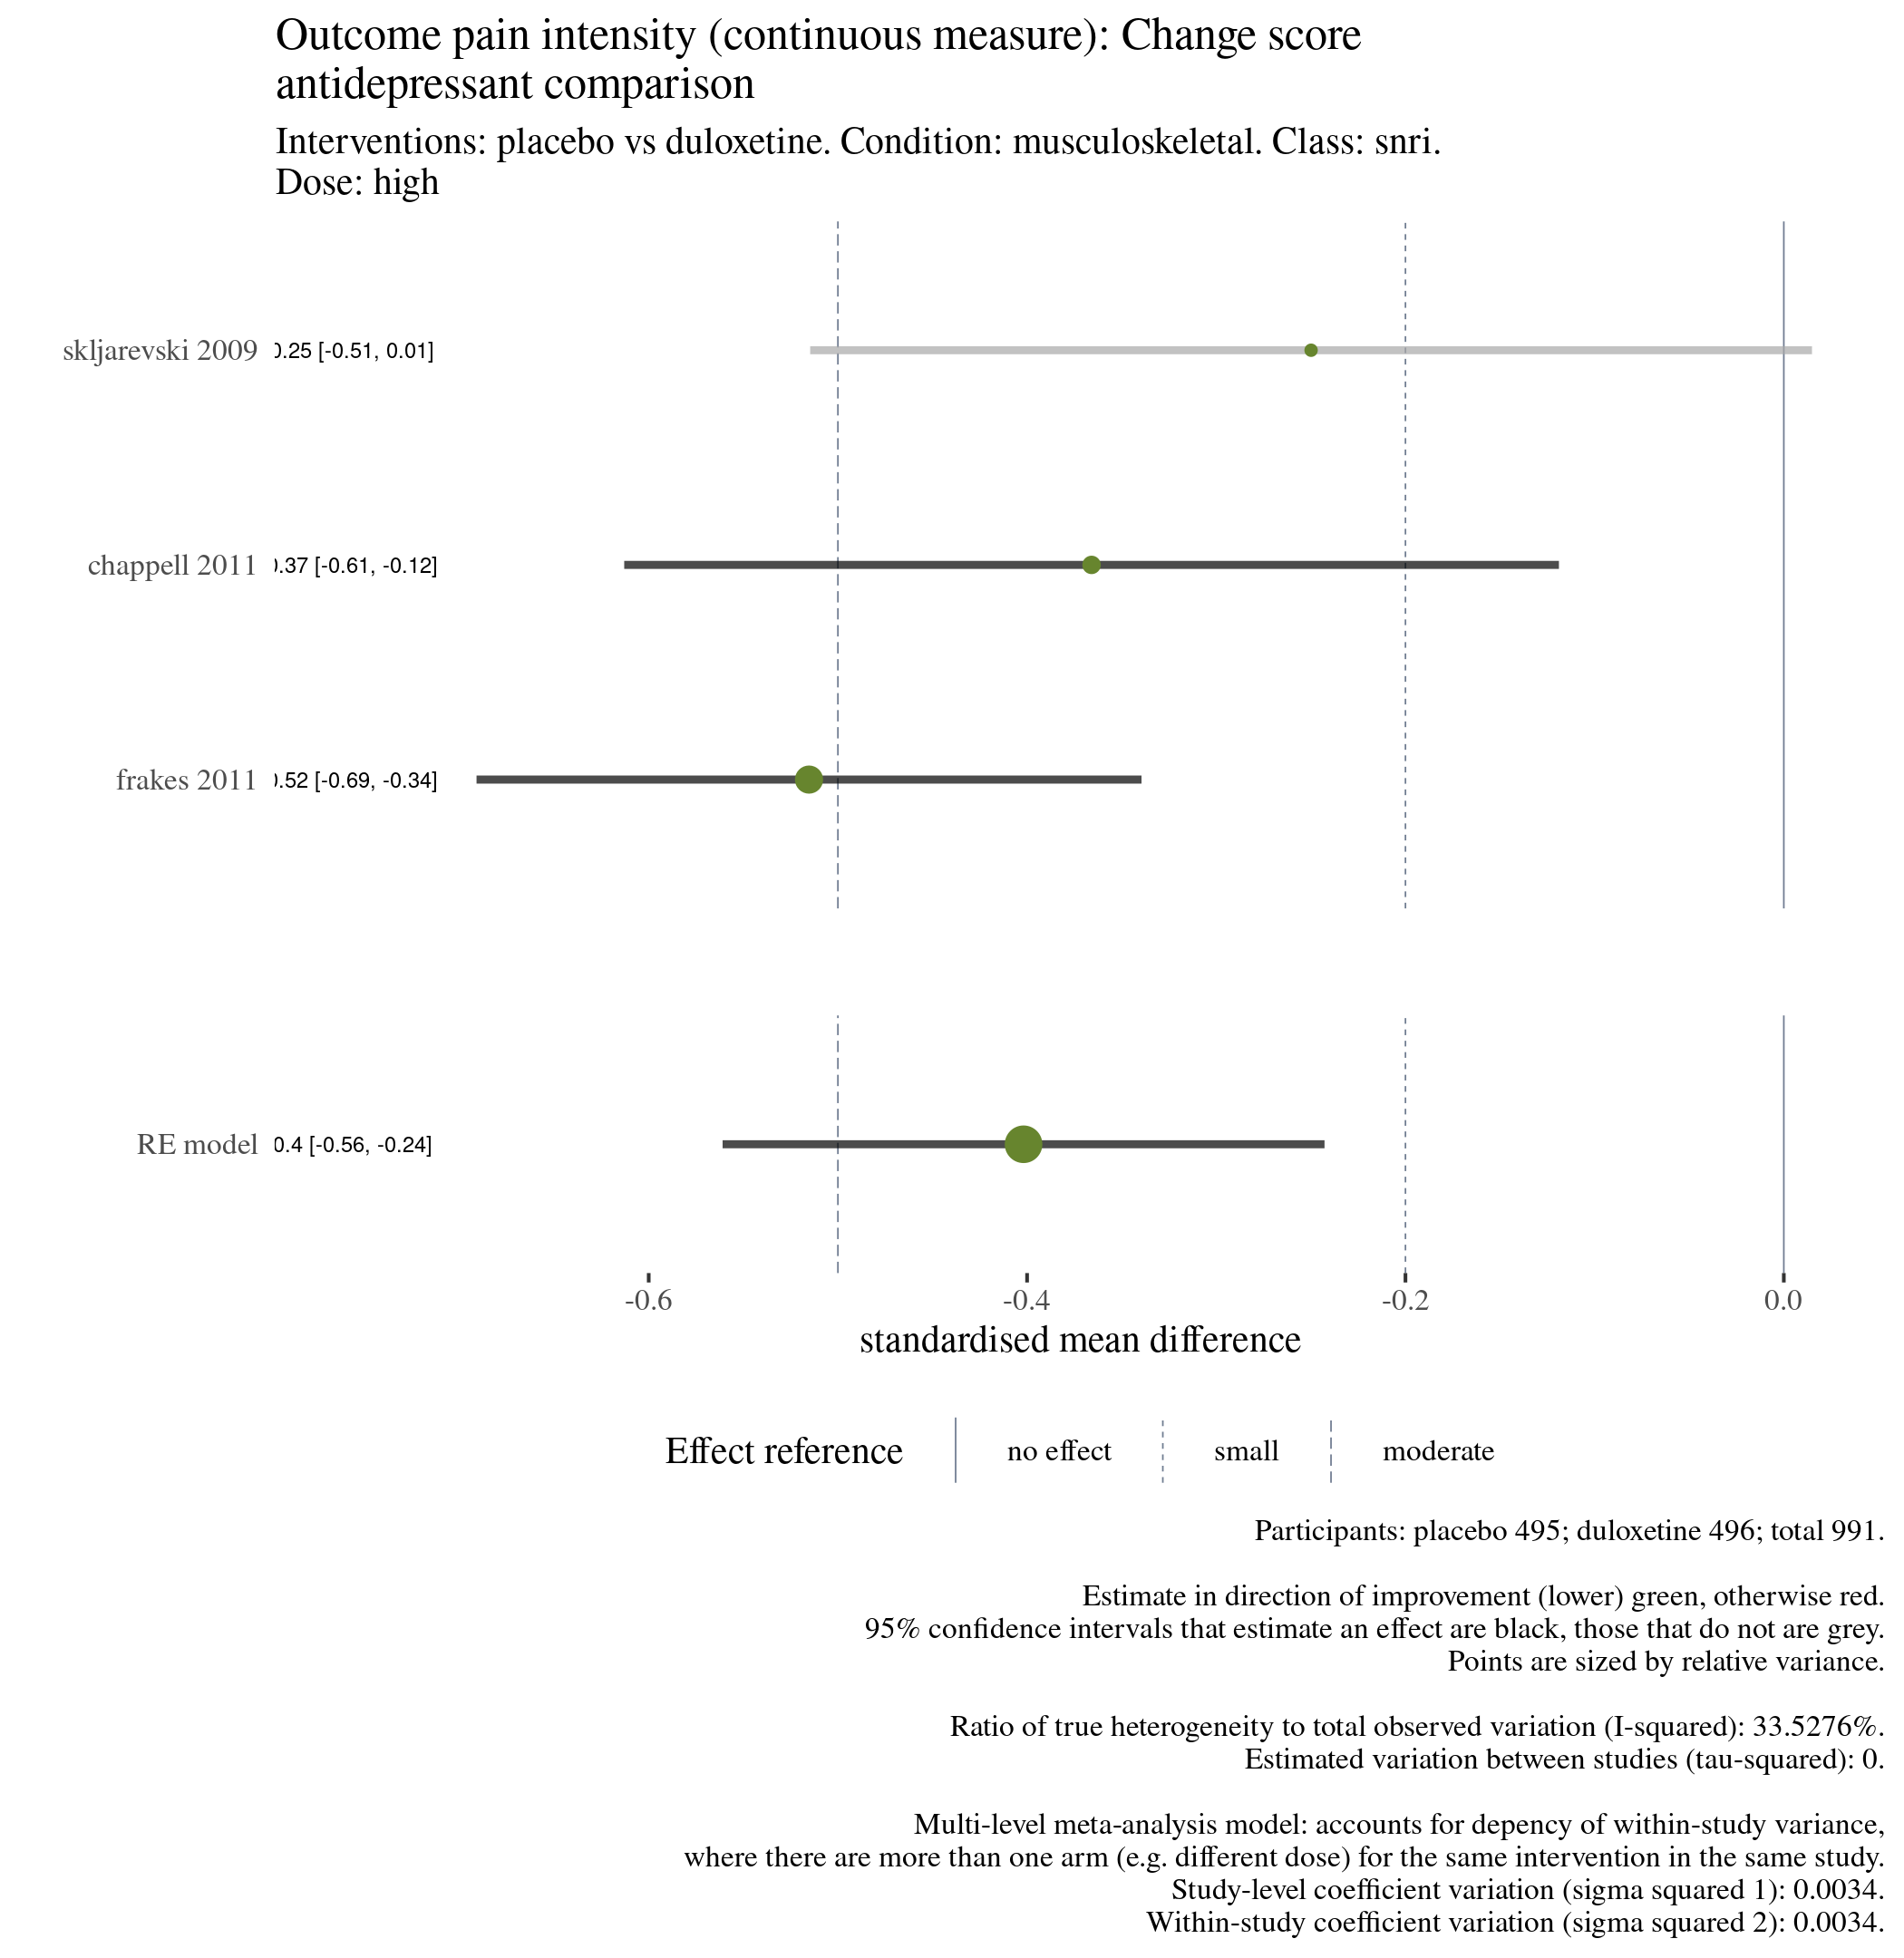 Outcome pain intensity (continuous measure): Change score
antidepressant comparison
Interventions: placebo vs duloxetine. Condition: musculoskeletal. Class: snri.
Dose: high
skljarevski 2009 0.25 [-0.51, 0.01]
chappell 2011 0.37 [-0.61, -0.12]
frakes 2011 0.52 [-0.69, -0.34]
RE model 0.4 [-0.56, -0.24]
-0.6 -0.4 -0.2 0.0
standardised mean difference
Effect reference no effect small moderate
Participants: placebo 495; duloxetine 496; total 991.
Estimate in direction of improvement (lower) green, otherwise red.
95% confidence intervals that estimate an effect are black, those that do not are grey.
Points are sized by relative variance.
Ratio of true heterogeneity to total observed variation (I-squared): 33.5276%.
Estimated variation between studies (tau-squared): 0.
Multi-level meta-analysis model: accounts for depency of within-study variance,
where there are more than one arm (e.g. different dose) for the same intervention in the same study.
Study-level coefficient variation (sigma squared 1): 0.0034.
Within-study coefficient variation (sigma squared 2): 0.0034.